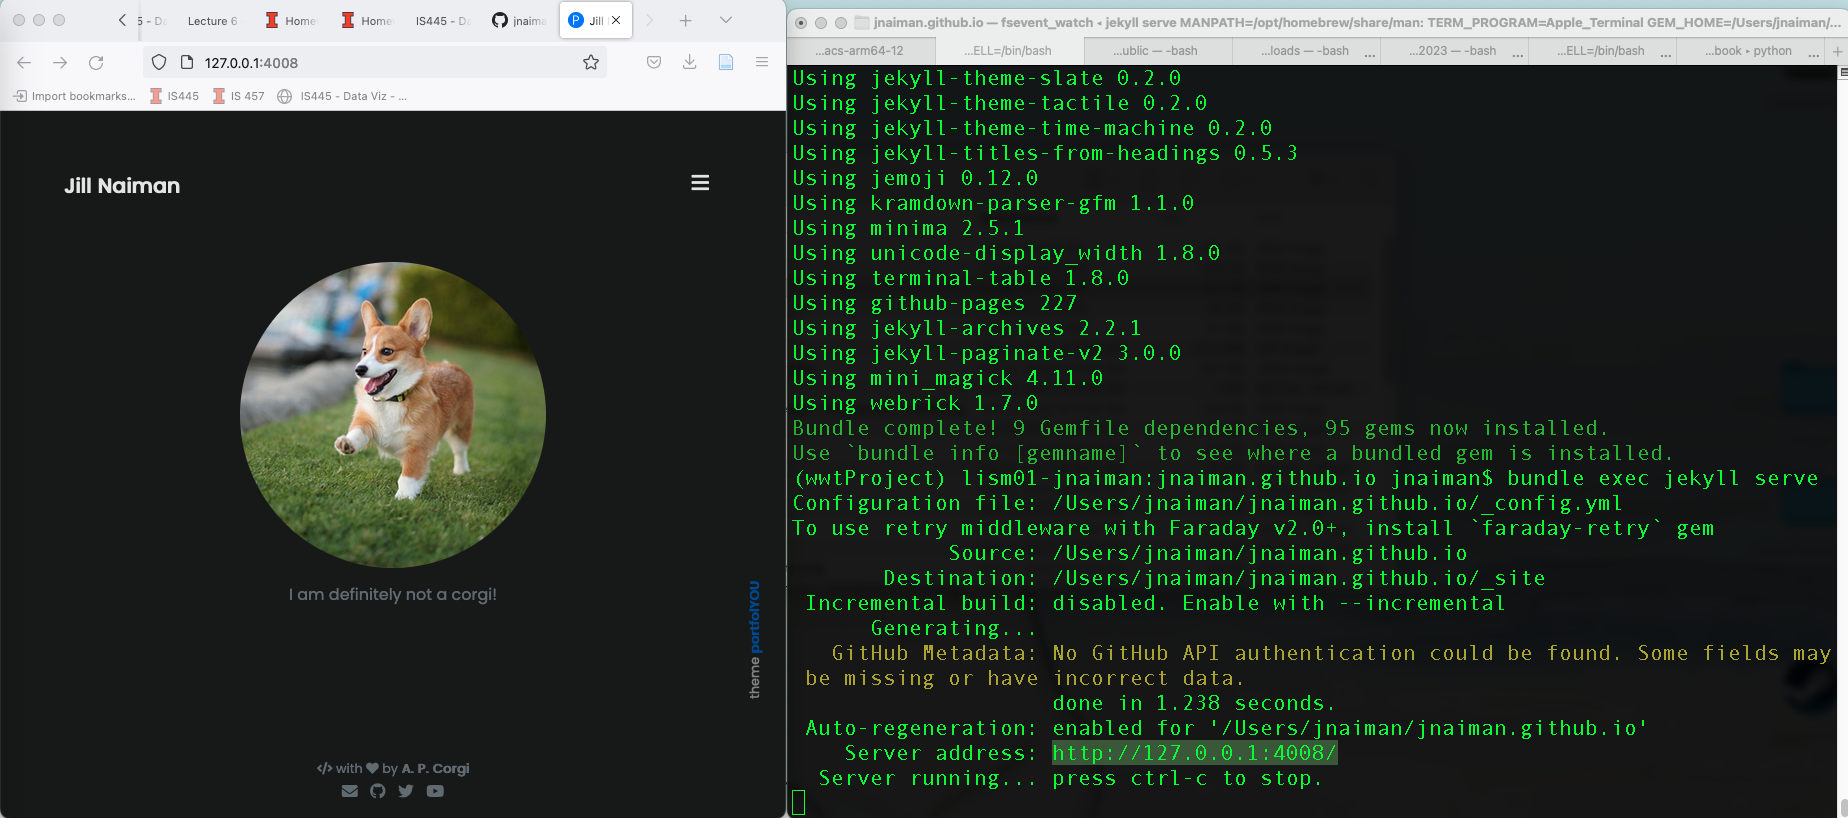 Lecture 6
Home
Home
IS445 - Da
jnaima
Jill
127.0.0.1:4008
Import bookmarks...
IS445
IS 457
IS445 - Data Viz - ...
Jill Naiman
I am definitely not a corgi!
theme portfolYOU
</> with by A. P. Corgi
jnaiman.github.io — fsevent_watch ◂ jekyll serve MANPATH=/opt/homebrew/share/man: TERM_PROGRAM=Apple_Terminal GEM_HOME=/Users/jnaiman/...
...acs-arm64-12
...ELL=/bin/bash
...ublic — -bash
...loads — -bash ...
...2023 — -bash ...
...ELL=/bin/bash ...
...book ▸ python ...
Using jekyll-theme-slate 0.2.0
Using jekyll-theme-tactile 0.2.0
Using jekyll-theme-time-machine 0.2.0
Using jekyll-titles-from-headings 0.5.3
Using jemoji 0.12.0
Using kramdown-parser-gfm 1.1.0
Using minima 2.5.1
Using unicode-display_width 1.8.0
Using terminal-table 1.8.0
Using github-pages 227
Using jekyll-archives 2.2.1
Using jekyll-paginate-v2 3.0.0
Using mini_magick 4.11.0
Using webrick 1.7.0
Bundle complete! 9 Gemfile dependencies, 95 gems now installed.
Use `bundle info [gemname]` to see where a bundled gem is installed.
(wwtProject) lism01-jnaiman:jnaiman.github.io jnaiman$ bundle exec jekyll serve
Configuration file: /Users/jnaiman/jnaiman.github.io/_config.yml
To use retry middleware with Faraday v2.0+, install `faraday-retry` gem
Source: /Users/jnaiman/jnaiman.github.io
Destination: /Users/jnaiman/jnaiman.github.io/_site
Incremental build: disabled. Enable with --incremental
Generating...
GitHub Metadata: No GitHub API authentication could be found. Some fields may
be missing or have incorrect data.
done in 1.238 seconds.
Auto-regeneration: enabled for '/Users/jnaiman/jnaiman.github.io'
Server address: http://127.0.0.1:4008/
Server running... press ctrl-c to stop.